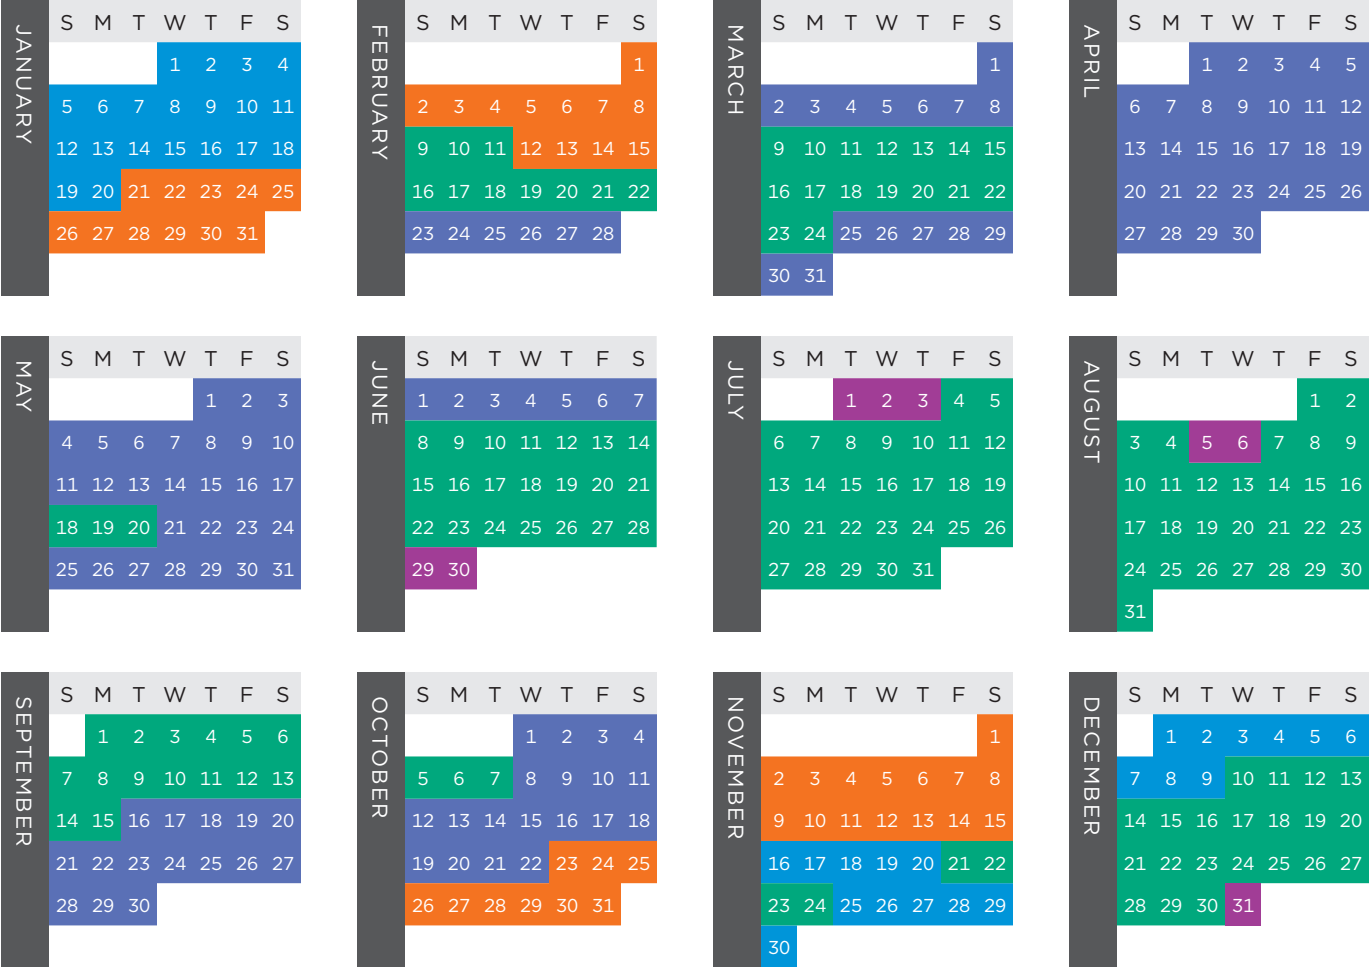 JANUARY
S M T W T F S
1 2 3 4
5 6 7 8 9 10 11
12 13 14 15 16 17 18
19 20 21 22 23 24 25
26 27 28 29 30 31
FEBRUARY
S M T W T F S
1
2 3 4 5 6 7 8
9 10 11 12 13 14 15
16 17 18 19 20 21 22
23 24 25 26 27 28
MARCH
S M T W T F S
1
2 3 4 5 6 7 8
9 10 11 12 13 14 15
16 17 18 19 20 21 22
23 24 25 26 27 28 29
30 31
APRIL
S M T W T F S
1 2 3 4 5
6 7 8 9 10 11 12
13 14 15 16 17 18 19
20 21 22 23 24 25 26
27 28 29 30
MAY
S M T W T F S
1 2 3
4 5 6 7 8 9 10
11 12 13 14 15 16 17
18 19 20 21 22 23 24
25 26 27 28 29 30 31
JUNE
S M T W T F S
1 2 3 4 5 6 7
8 9 10 11 12 13 14
15 16 17 18 19 20 21
22 23 24 25 26 27 28
29 30
JULY
S M T W T F S
1 2 3 4 5
6 7 8 9 10 11 12
13 14 15 16 17 18 19
20 21 22 23 24 25 26
27 28 29 30 31
AUGUST
S M T W T F S
1 2
3 4 5 6 7 8 9
10 11 12 13 14 15 16
17 18 19 20 21 22 23
24 25 26 27 28 29 30
31
SEPTEMBER
S M T W T F S
1 2 3 4 5 6
7 8 9 10 11 12 13
14 15 16 17 18 19 20
21 22 23 24 25 26 27
28 29 30
OCTOBER
S M T W T F S
1 2 3 4
5 6 7 8 9 10 11
12 13 14 15 16 17 18
19 20 21 22 23 24 25
26 27 28 29 30 31
NOVEMBER
S M T W T F S
1
2 3 4 5 6 7 8
9 10 11 12 13 14 15
16 17 18 19 20 21 22
23 24 25 26 27 28 29
30
DECEMBER
S M T W T F S
1 2 3 4 5 6
7 8 9 10 11 12 13
14 15 16 17 18 19 20
21 22 23 24 25 26 27
28 29 30 31